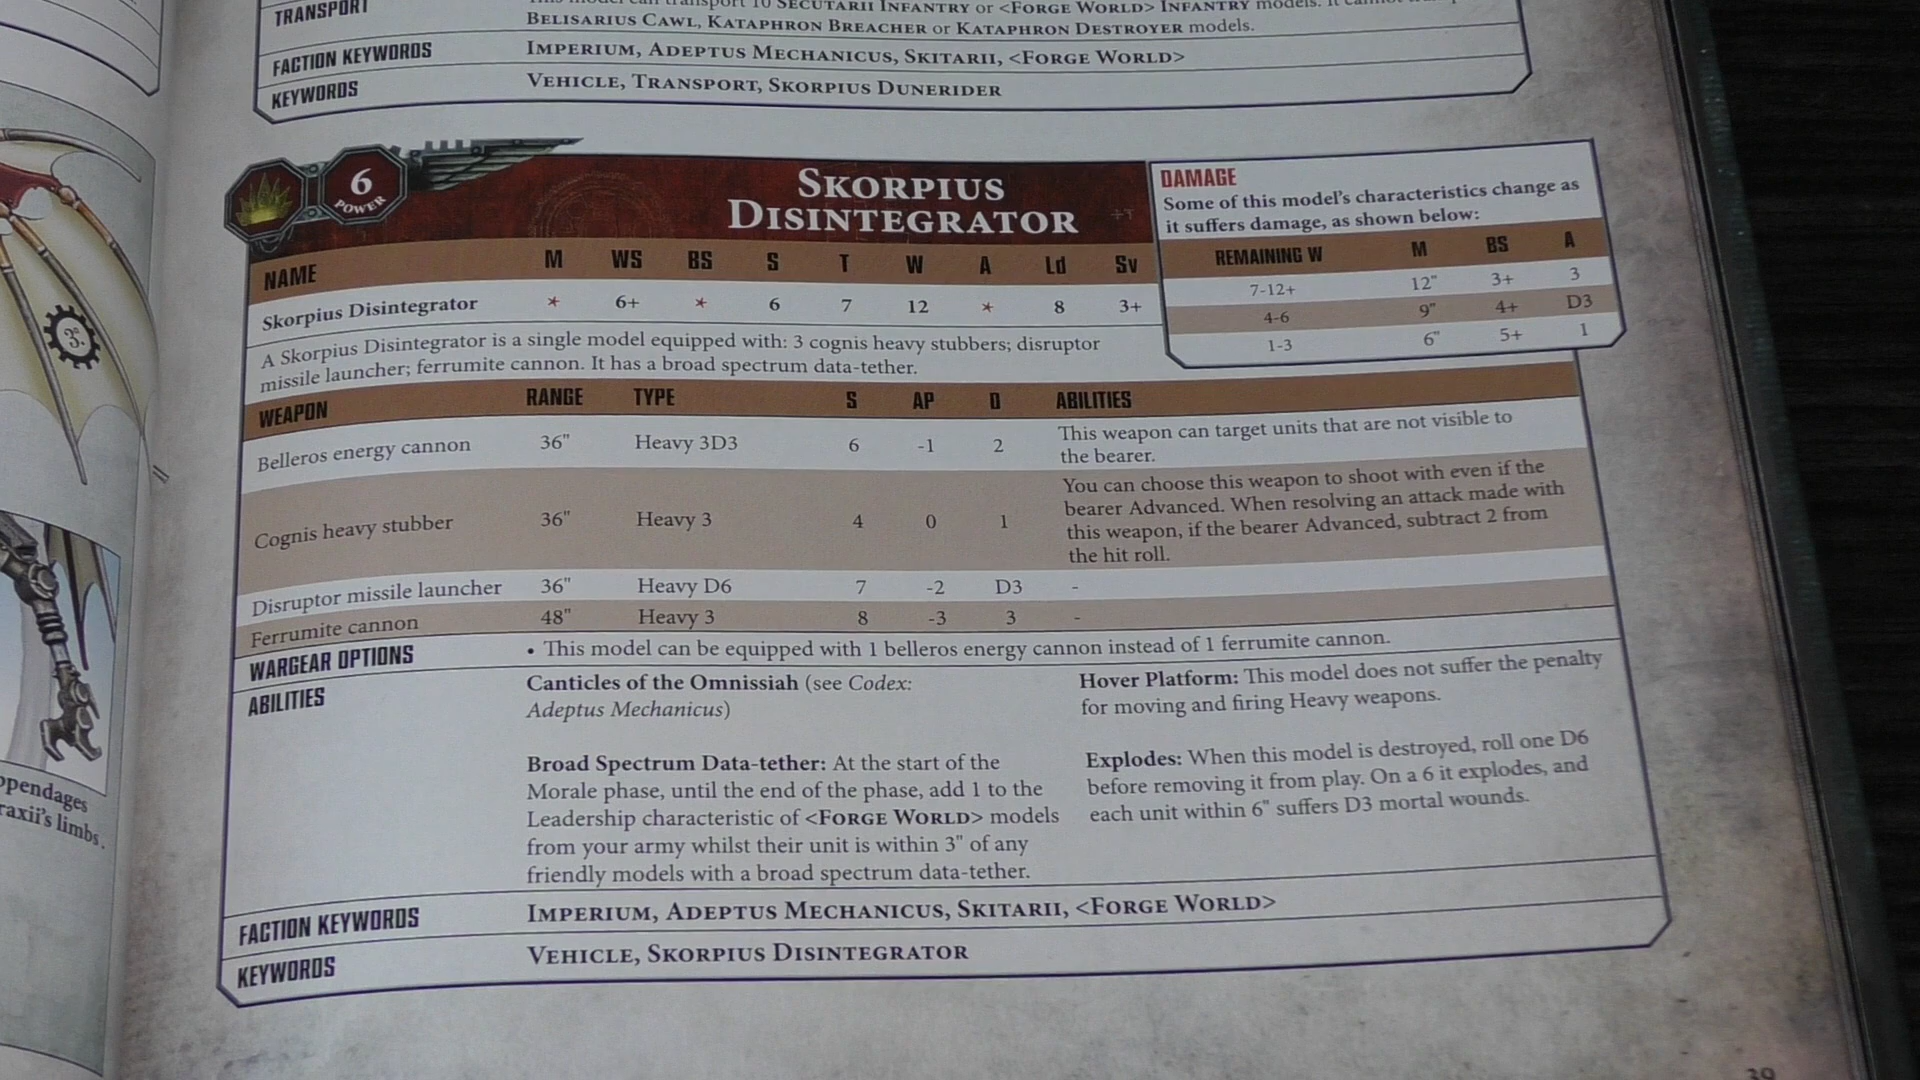 TRANSPORT
SECUTARII INFANTRY or <FORGE WORLD> INFANTRY models.
BELISARIUS CAWL, KATAPHRON BREACHER or KATAPHRON DESTROYER models.
FACTION KEYWORDS IMPERIUM, ADEPTUS MECHANICUS, SKITARII, <FORGE WORLD>
KEYWORDS VEHICLE, TRANSPORT, SKORPIUS DUNERIDER
6
POWER
SKORPIUS
DISINTEGRATOR
NAME M WS BS S T W A Ld Sv
Skorpius Disintegrator * 6+ * 6 7 12 * 8 3+
A Skorpius Disintegrator is a single model equipped with: 3 cognis heavy stubbers; disruptor
missile launcher; ferrumite cannon. It has a broad spectrum data-tether.
DAMAGE
Some of this model's characteristics change as
it suffers damage, as shown below:
REMAINING W M BS A
7-12+ 12" 3+ 3
4-6 9" 4+ D3
1-3 6" 5+ 1
WEAPON RANGE TYPE S AP D ABILITIES
Belleros energy cannon 36" Heavy 3D3 6 -1 2 This weapon can target units that are not visible to
the bearer.
Cognis heavy stubber 36" Heavy 3 4 0 1 You can choose this weapon to shoot with even if the
bearer Advanced. When resolving an attack made with
this weapon, if the bearer Advanced, subtract 2 from
the hit roll.
Disruptor missile launcher 36" Heavy D6 7 -2 D3 -
Ferrumite cannon 48" Heavy 3 8 -3 3 -
WARGEAR OPTIONS • This model can be equipped with 1 belleros energy cannon instead of 1 ferrumite cannon.
ABILITIES
Canticles of the Omnissiah (see Codex:
Adeptus Mechanicus)
Broad Spectrum Data-tether: At the start of the
Morale phase, until the end of the phase, add 1 to the
Leadership characteristic of <FORGE WORLD> models
from your army whilst their unit is within 3" of any
friendly models with a broad spectrum data-tether.
Hover Platform: This model does not suffer the penalty
for moving and firing Heavy weapons.
Explodes: When this model is destroyed, roll one D6
before removing it from play. On a 6 it explodes, and
each unit within 6" suffers D3 mortal wounds.
FACTION KEYWORDS IMPERIUM, ADEPTUS MECHANICUS, SKITARII, <FORGE WORLD>
KEYWORDS VEHICLE, SKORPIUS DISINTEGRATOR
limbs.
39